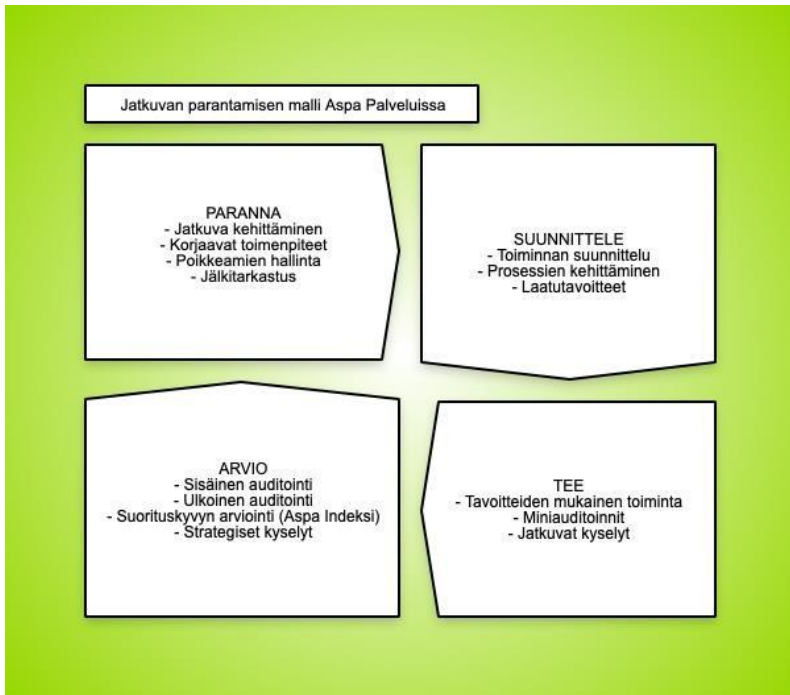 Jatkuvan parantamisen malli Aspa Palveluissa
PARANNA
- Jatkuva kehittäminen
- Korjaavat toimenpiteet
- Poikkeamien hallinta
- Jälkitarkastus
SUUNNITTELE
- Toiminnan suunnittelu
- Prosessien kehittäminen
- Laatutavoitteet
ARVIO
- Sisäinen auditointi
- Ulkoinen auditointi
- Suorituskyvyn arviointi (Aspa Indeksi)
- Strategiset kyselyt
TEE
- Tavoitteiden mukainen toiminta
- Miniauditoinnit
- Jatkuvat kyselyt